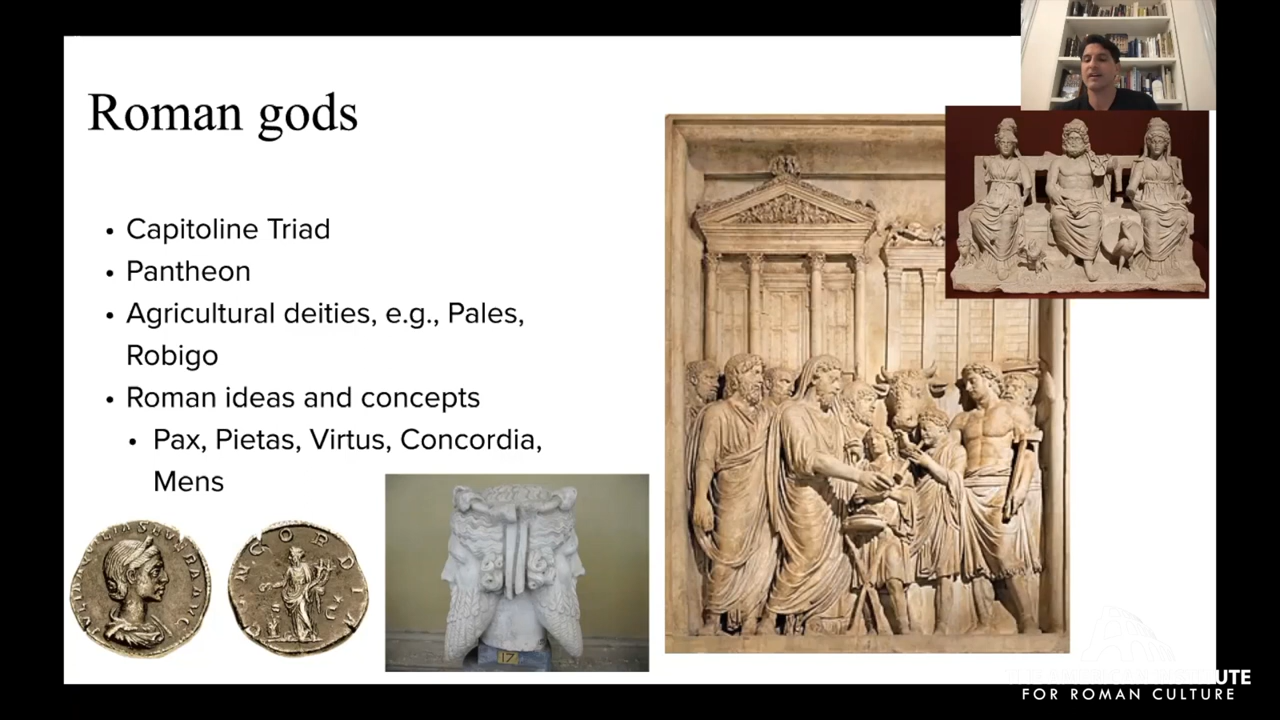 Roman gods
• Capitoline Triad
• Pantheon
• Agricultural deities, e.g., Pales,
Robigo
• Roman ideas and concepts
• Pax, Pietas, Virtus, Concordia,
Mens
17
FOR ROMAN CULTURE